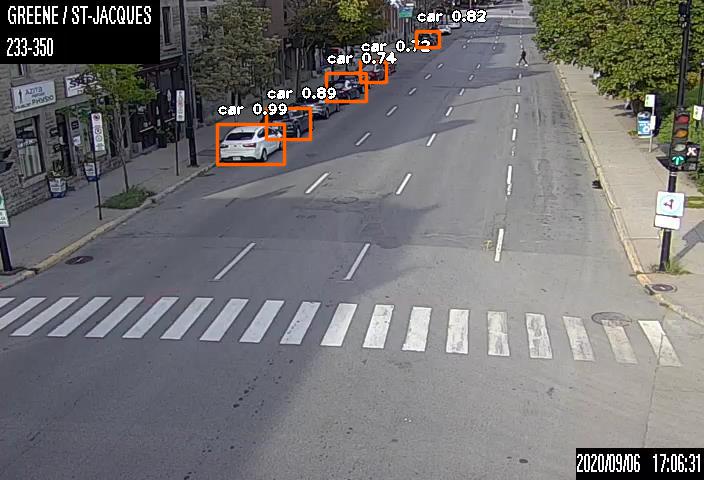 GREENE / ST-JACQUES
233-350
car 0.82
car 0.74
car 0.89
car 0.99
AZITA
2020/09/06 17:06:31